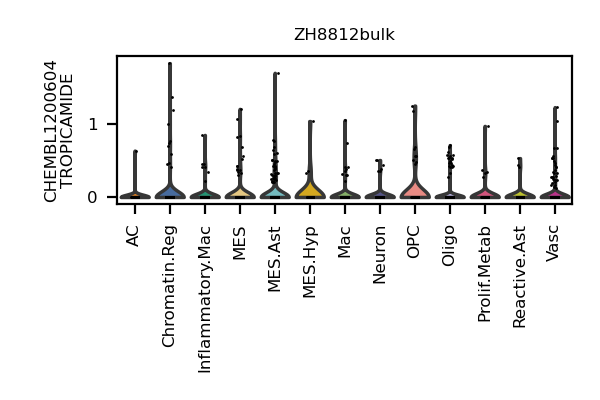 ZH8812bulk
CHEMBL1200604
TROPICAMIDE
1
0
AC
Chromatin.Reg
Inflammatory.Mac
MES
MES.Ast
MES.Hyp
Mac
Neuron
OPC
Oligo
Prolif.Metab
Reactive.Ast
Vasc